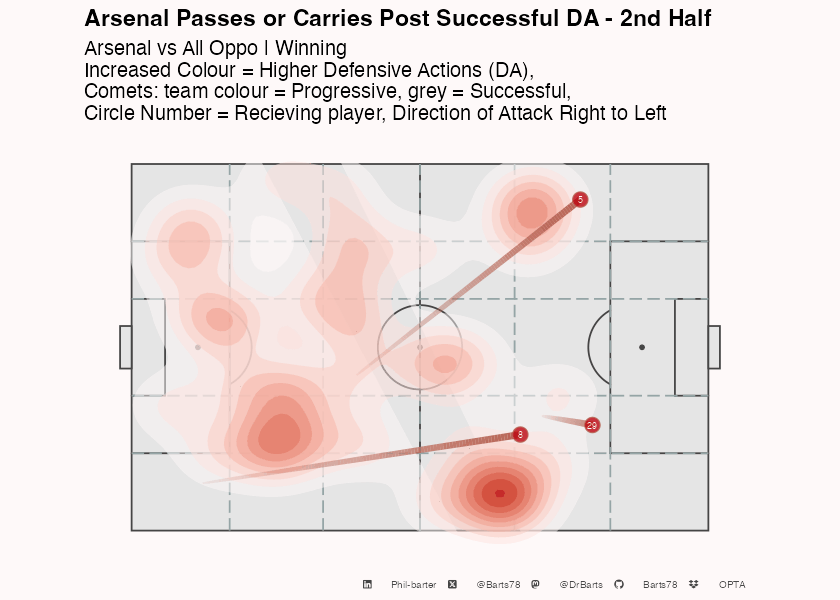 Arsenal Passes or Carries Post Successful DA - 2nd Half
Arsenal vs All Oppo | Winning
Increased Colour = Higher Defensive Actions (DA),
Comets: team colour = Progressive, grey = Successful,
Circle Number = Recieving player, Direction of Attack Right to Left
5
29
8
Phil-barter @Barts78 @DrBarts Barts78 OPTA